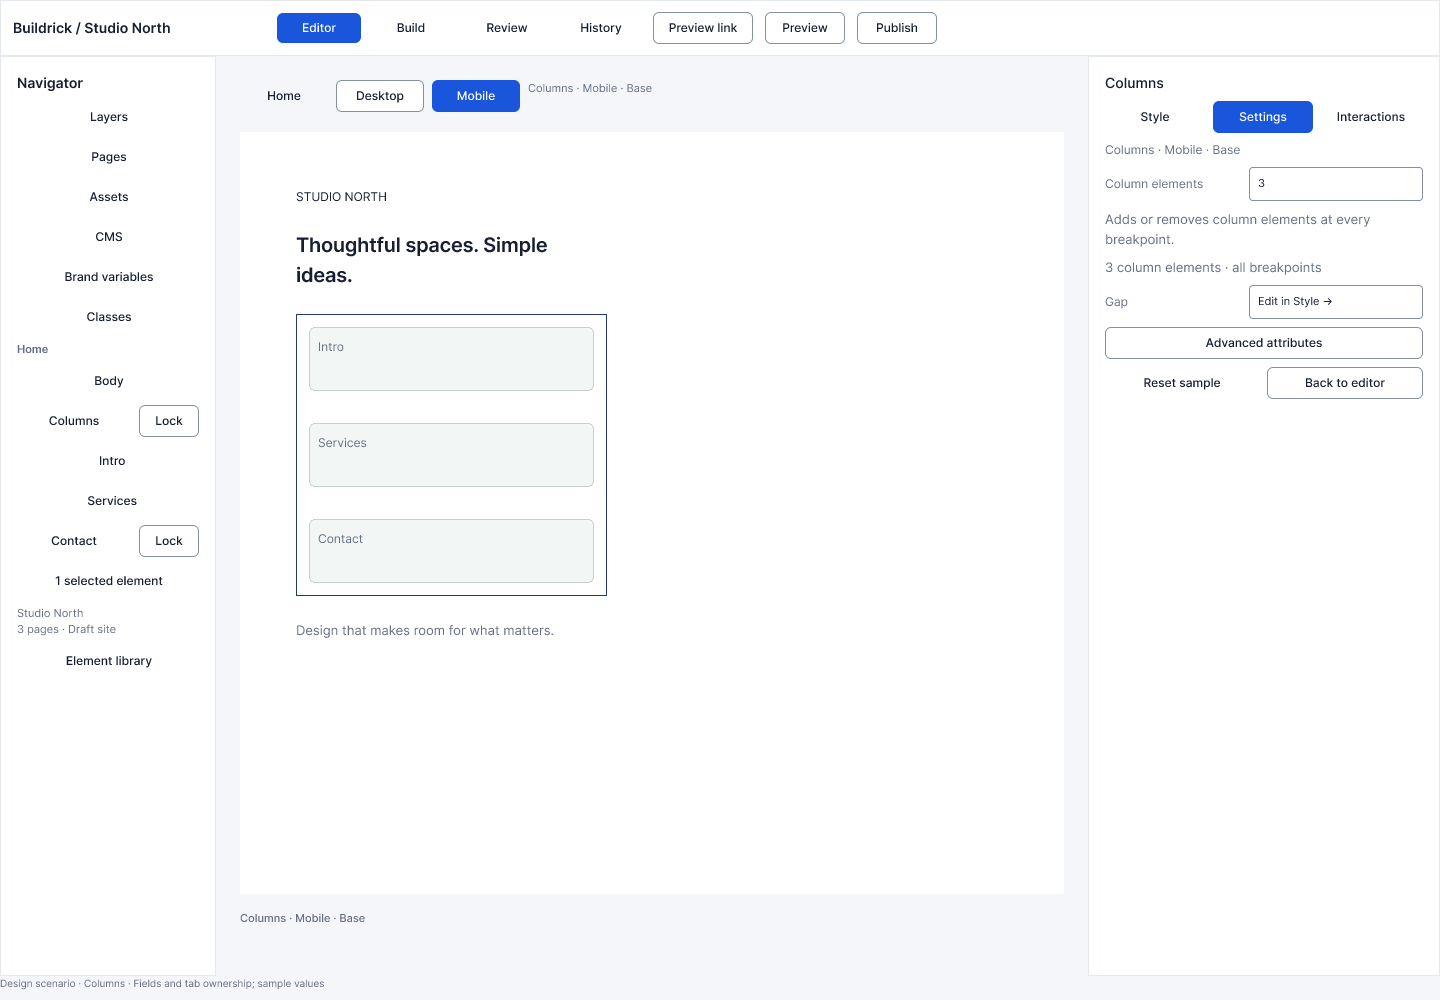 Buildrick / Studio North
Editor
Build
Review
History
Preview link
Preview
Publish
Navigator
Layers
Pages
Assets
CMS
Brand variables
Classes
Home
Body
Columns
Lock
Intro
Services
Contact
Lock
1 selected element
Studio North
3 pages · Draft site
Element library
Home
Desktop
Mobile
Columns · Mobile · Base
STUDIO NORTH
Thoughtful spaces. Simple
ideas.
Intro
Services
Contact
Design that makes room for what matters.
Columns · Mobile · Base
Columns
Style
Settings
Interactions
Columns · Mobile · Base
Column elements
3
Adds or removes column elements at every
breakpoint.
3 column elements · all breakpoints
Gap
Edit in Style →
Advanced attributes
Reset sample
Back to editor
Design scenario · Columns · Fields and tab ownership; sample values